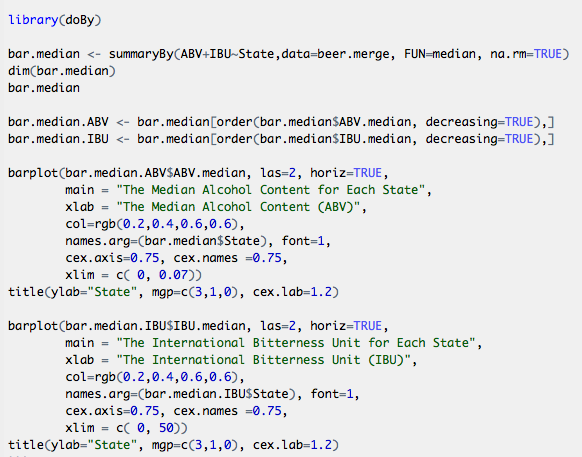 library(doBy)
bar.median <- summaryBy(ABV+IBU~State,data=beer.merge, FUN=median, na.rm=TRUE)
dim(bar.median)
bar.median
bar.median.ABV <- bar.median[order(bar.median$ABV.median, decreasing=TRUE),]
bar.median.IBU <- bar.median[order(bar.median$IBU.median, decreasing=TRUE),]
barplot(bar.median.ABV$ABV.median, las=2, horiz=TRUE,
main = "The Median Alcohol Content for Each State",
xlab = "The Median Alcohol Content (ABV)",
col=rgb(0.2,0.4,0.6,0.6),
names.arg=(bar.median$State), font=1,
cex.axis=0.75, cex.names =0.75,
xlim = c( 0, 0.07))
title(ylab="State", mgp=c(3,1,0), cex.lab=1.2)
barplot(bar.median.IBU$IBU.median, las=2, horiz=TRUE,
main = "The International Bitterness Unit for Each State",
xlab = "The International Bitterness Unit (IBU)",
col=rgb(0.2,0.4,0.6,0.6),
names.arg=(bar.median.IBU$State), font=1,
cex.axis=0.75, cex.names =0.75,
xlim = c( 0, 50))
title(ylab="State", mgp=c(3,1,0), cex.lab=1.2)